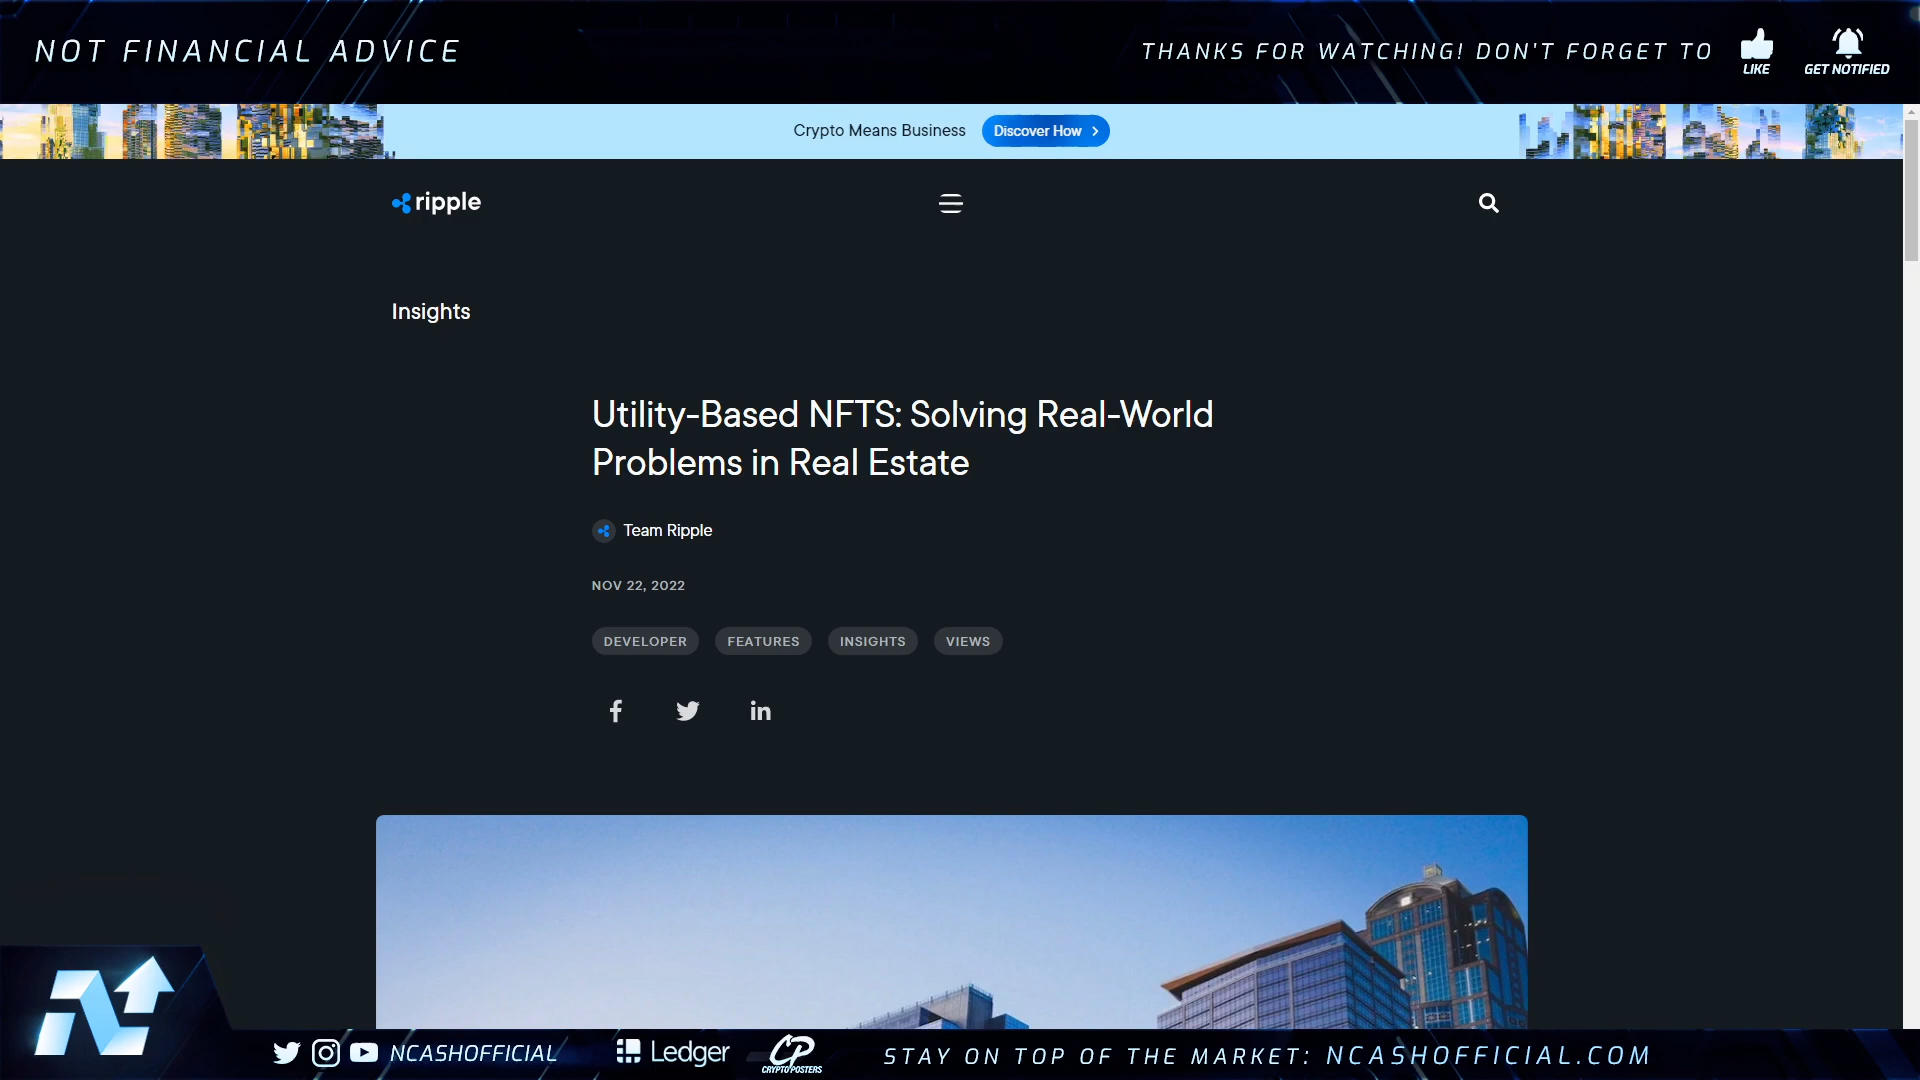 NOT FINANCIAL ADVICE
THANKS FOR WATCHING! DON'T FORGET TO
LIKE
GET NOTIFIED
Crypto Means Business
Discover How
ripple
Insights
Utility-Based NFTS: Solving Real-World
Problems in Real Estate
Team Ripple
NOV 22, 2022
DEVELOPER
FEATURES
INSIGHTS
VIEWS
NCASHOFFICIAL
Ledger
CP
CRYPTO POSTERS
STAY ON TOP OF THE MARKET: NCASHOFFICIAL.COM